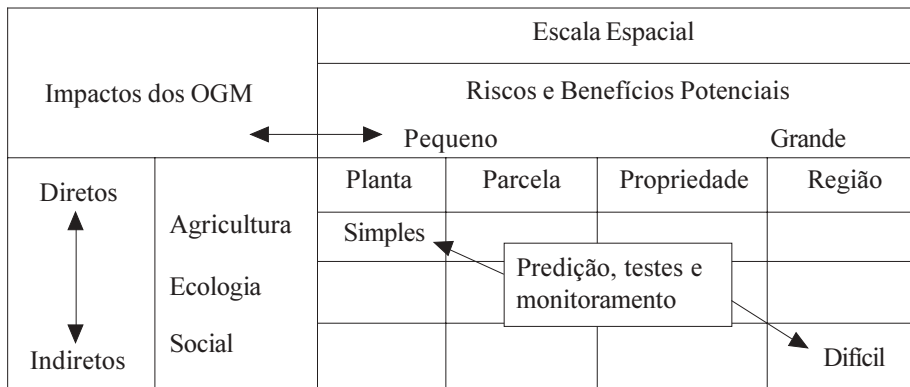 Escala Espacial
Impactos dos OGM
Riscos e Benefícios Potenciais
Pequeno Grande
Diretos
Planta Parcela Propriedade Região
Agricultura
Simples
Predição, testes e
monitoramento
Ecologia
Social
Indiretos
Difícil